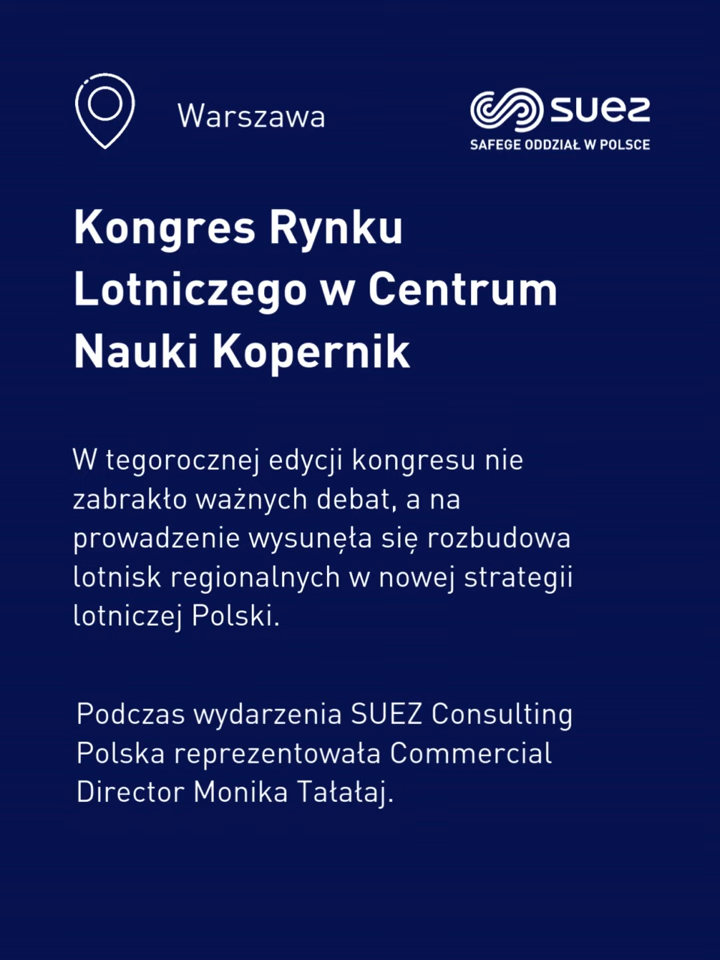 Warszawa
suez
SAFEGE ODDZIAŁ W POLSCE
Kongres Rynku
Lotniczego w Centrum
Nauki Kopernik
W tegorocznej edycji kongresu nie
zabrakło ważnych debat, a na
prowadzenie wysunęła się rozbudowa
lotnisk regionalnych w nowej strategii
lotniczej Polski.
Podczas wydarzenia SUEZ Consulting
Polska reprezentowała Commercial
Director Monika Tałałaj.